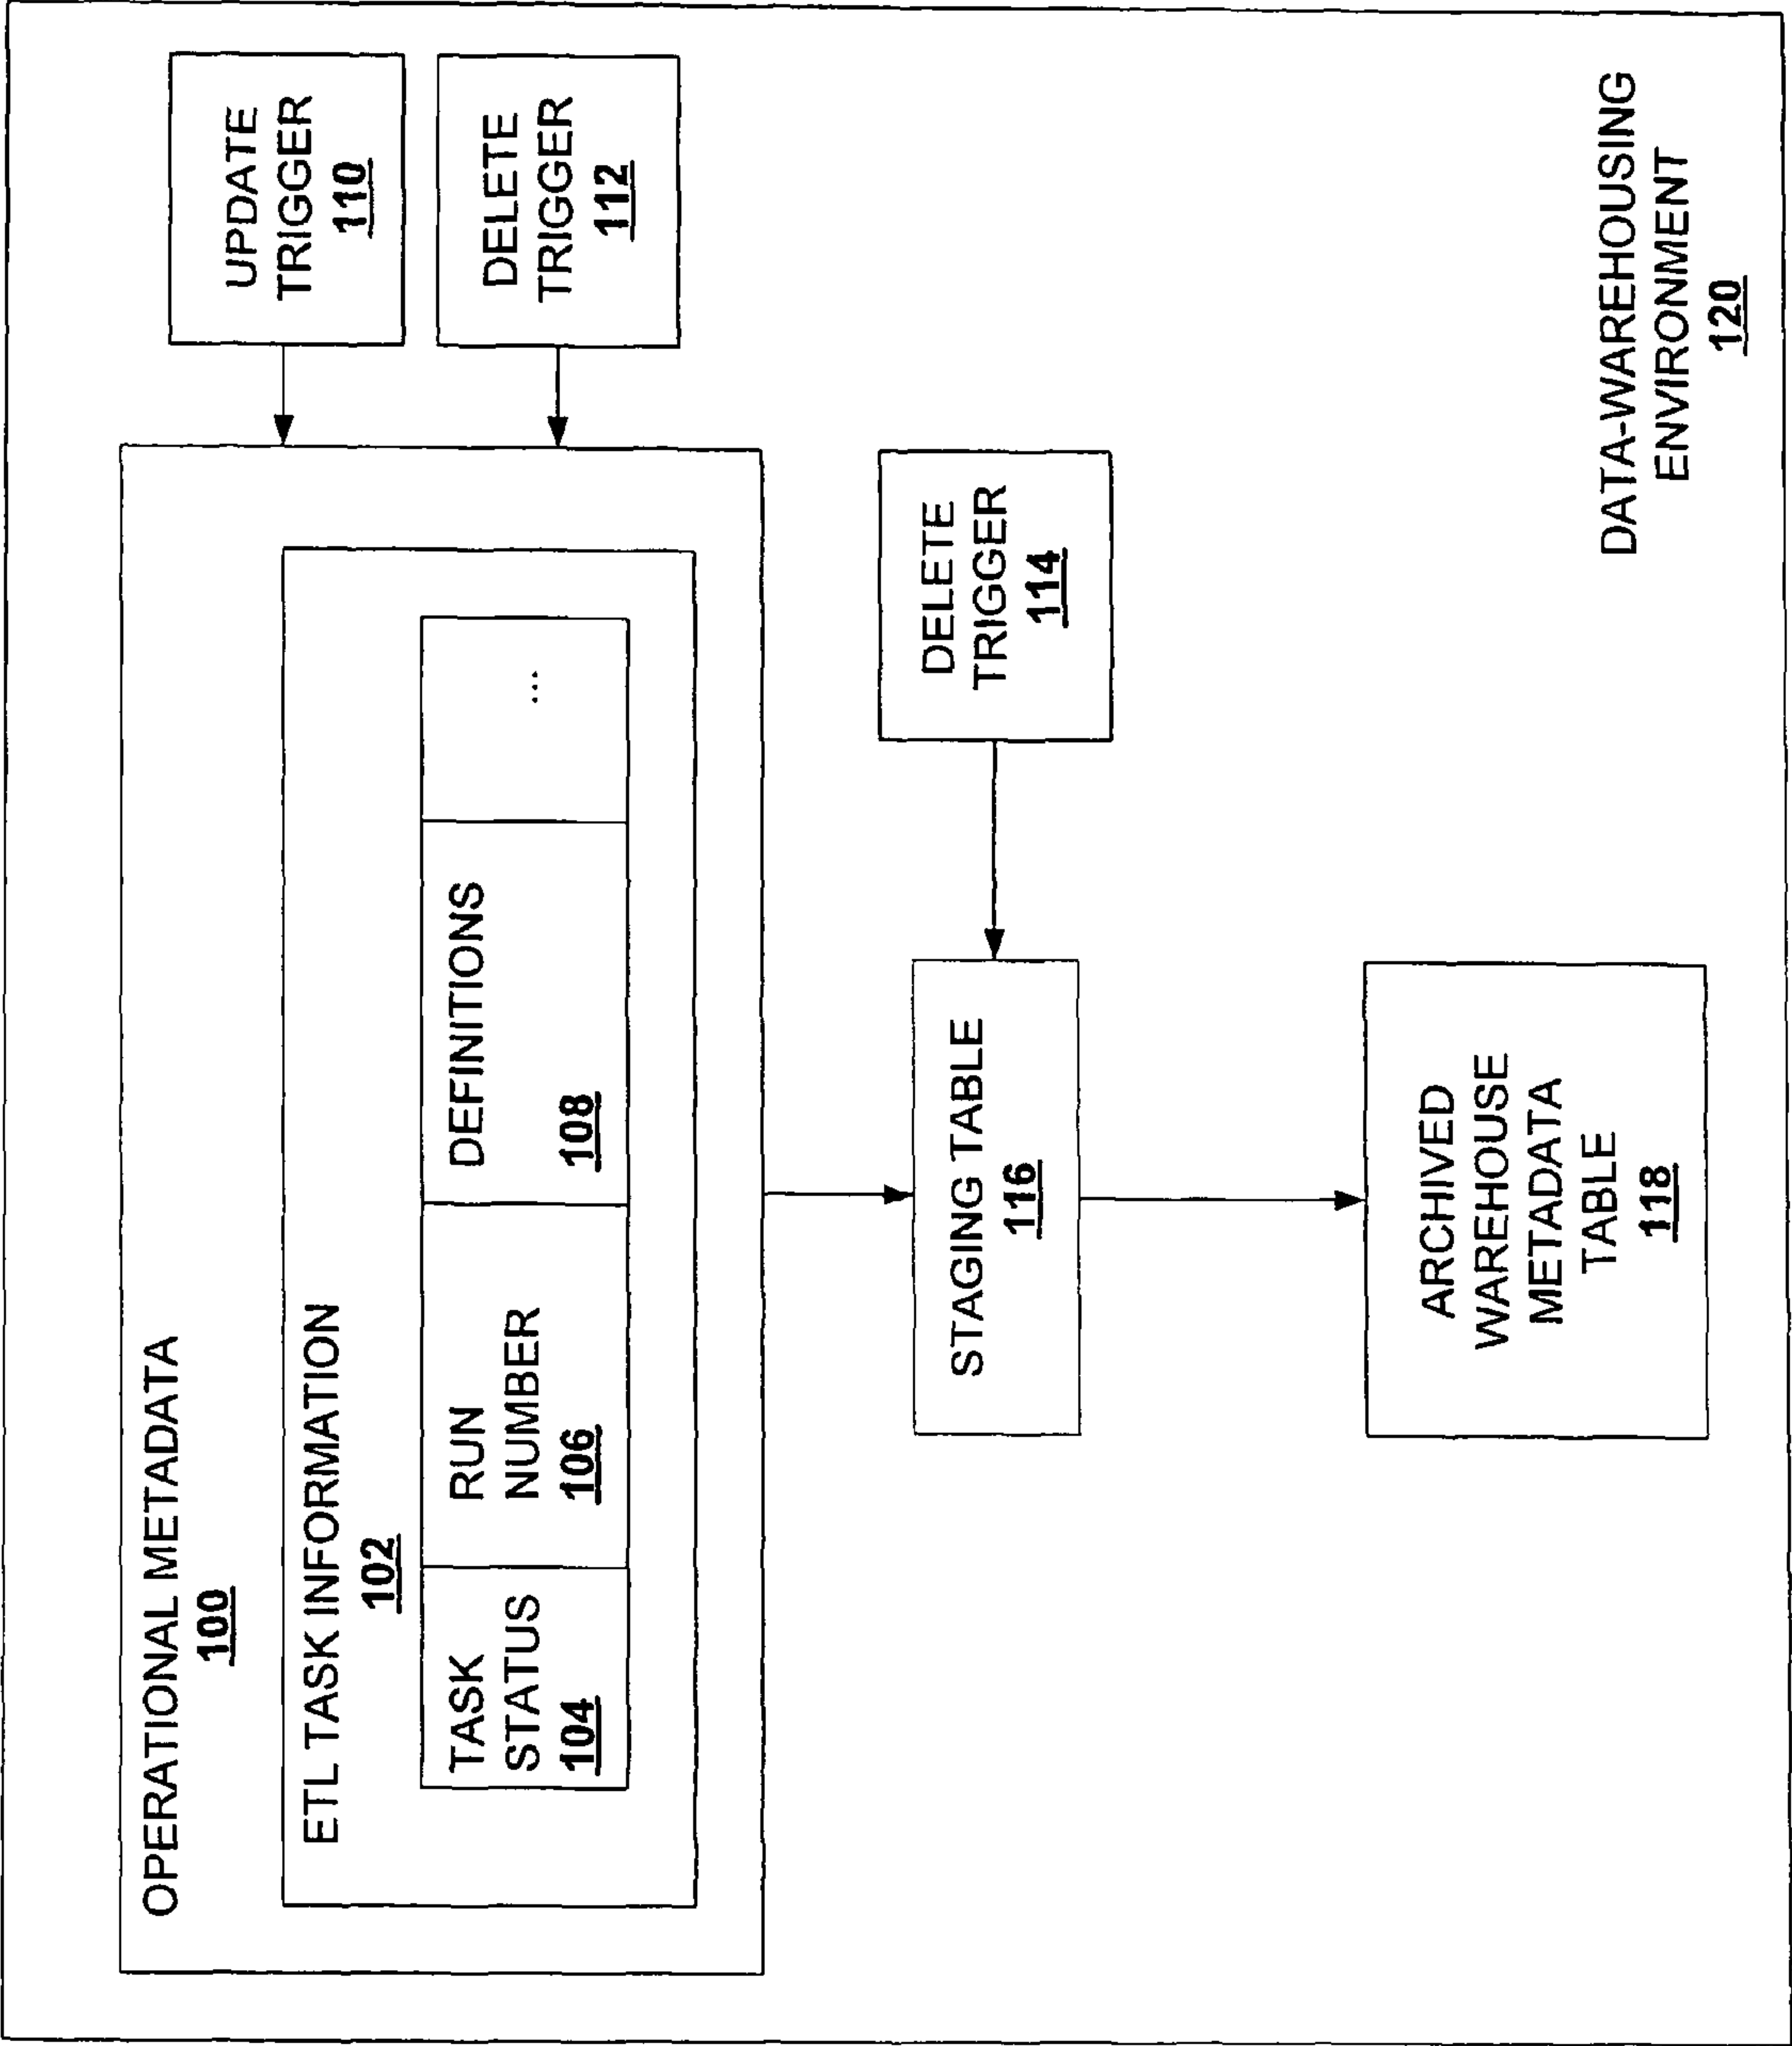 OPERATIONAL METADATA
100
ETL TASK INFORMATION
102
TASK
STATUS
104
RUN
NUMBER
106
DEFINITIONS
108
...
UPDATE
TRIGGER
110
DELETE
TRIGGER
112
DELETE
TRIGGER
114
STAGING TABLE
116
ARCHIVED
WAREHOUSE
METADATA
TABLE
118
DATA-WAREHOUSING
ENVIRONMENT
120